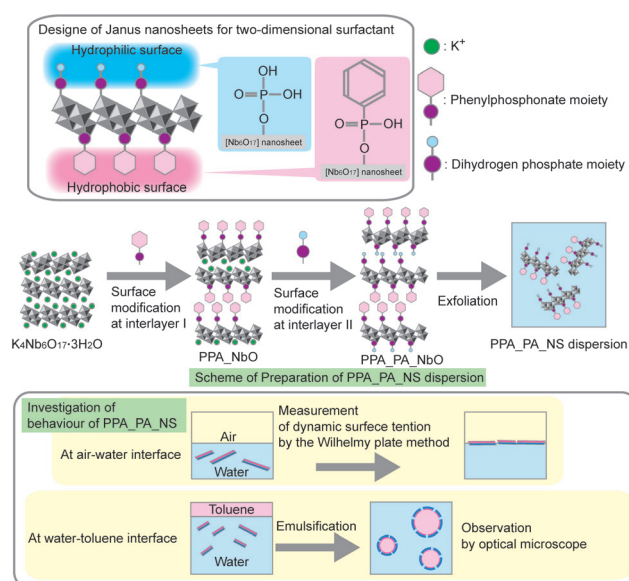 Designe of Janus nanosheets for two-dimensional surfactant
Hydrophilic surface
Hydrophobic surface
OH
O
P
OH
O
[Nb6O17] nanosheet
O
P
OH
O
[Nb6O17] nanosheet
: K+
: Phenylphosphonate moiety
: Dihydrogen phosphate moiety
K4Nb6O17·3H2O
Surface
modification
at interlayer I
PPA_NbO
Surface
modification
at interlayer II
PPA_PA_NbO
Exfoliation
PPA_PA_NS dispersion
Scheme of Preparation of PPA_PA_NS dispersion
Investigation of
behaviour of PPA_PA_NS
At air-water interface
Air
Water
Measurement
of dynamic surfece tention
by the Wilhelmy plate method
At water-toluene interface
Toluene
Water
Emulsification
Observation
by optical microscope